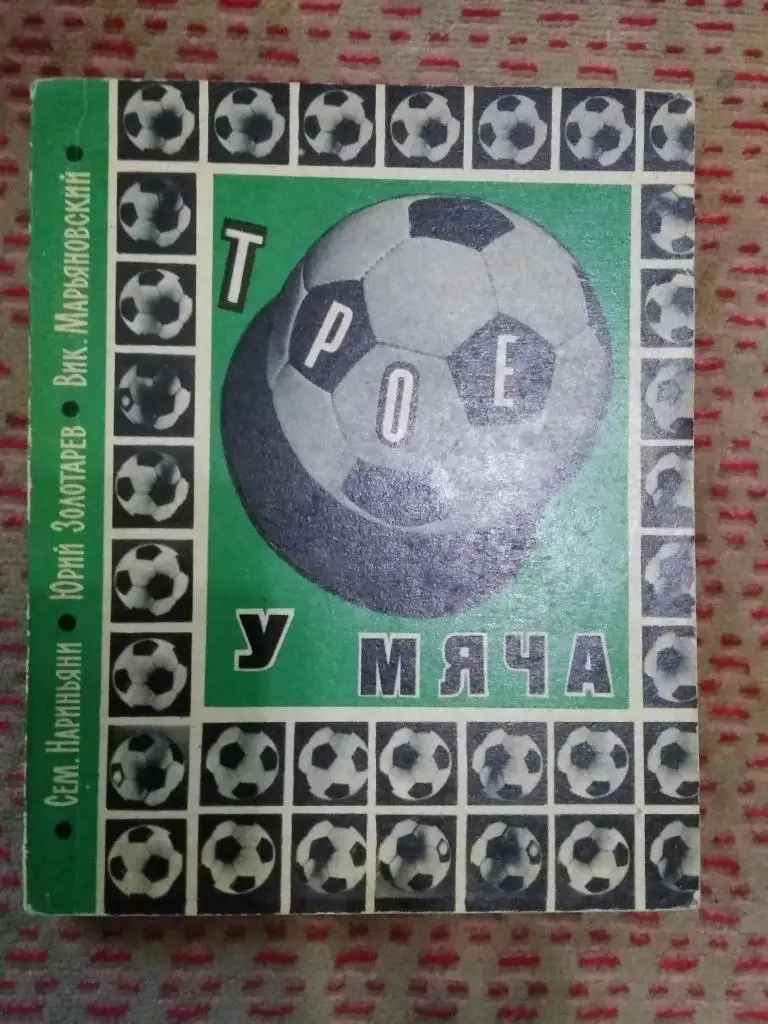 • Сем. Нариньяни • Юрий Золотарев • Вик. Марьяновский •
ТРОЕ
У МЯЧА